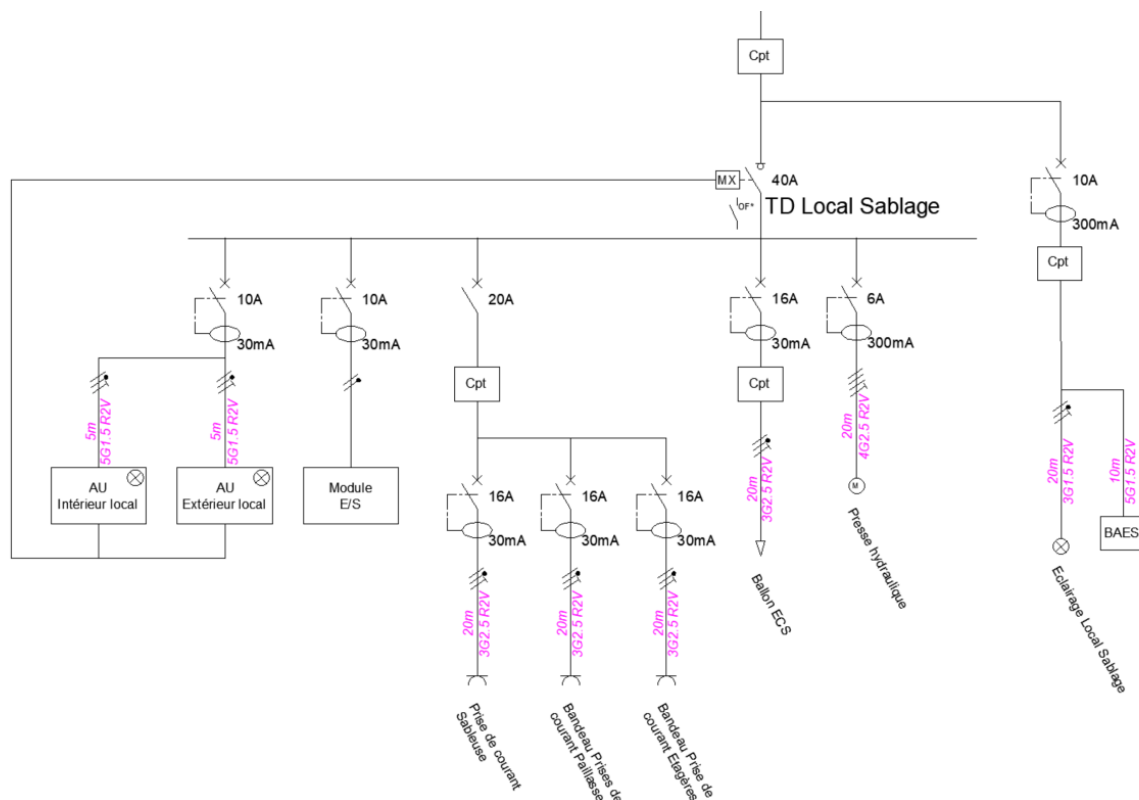 Cpt
MX
40A
OF*
TD Local Sablage
10A
300mA
Cpt
10A
30mA
10A
30mA
20A
Cpt
16A
30mA
Cpt
6A
300mA
5m
5G1.5 R2V
5m
5G1.5 R2V
AU
Intérieur local
AU
Extérieur local
Module
E/S
16A
30mA
16A
30mA
16A
30mA
20m
3G2.5 R2V
20m
3G2.5 R2V
20m
3G2.5 R2V
20m
3G2.5 R2V
20m
4G2.5 R2V
M
20m
3G1.5 R2V
10m
5G1.5 R2V
BAES
Prise de courant
Sableuse
Bandeau Prises de
courant Paillasse
Bandeau Prise de
courant Etagères
Ballon ECS
Presse hydraulique
Eclairage Local Sablage